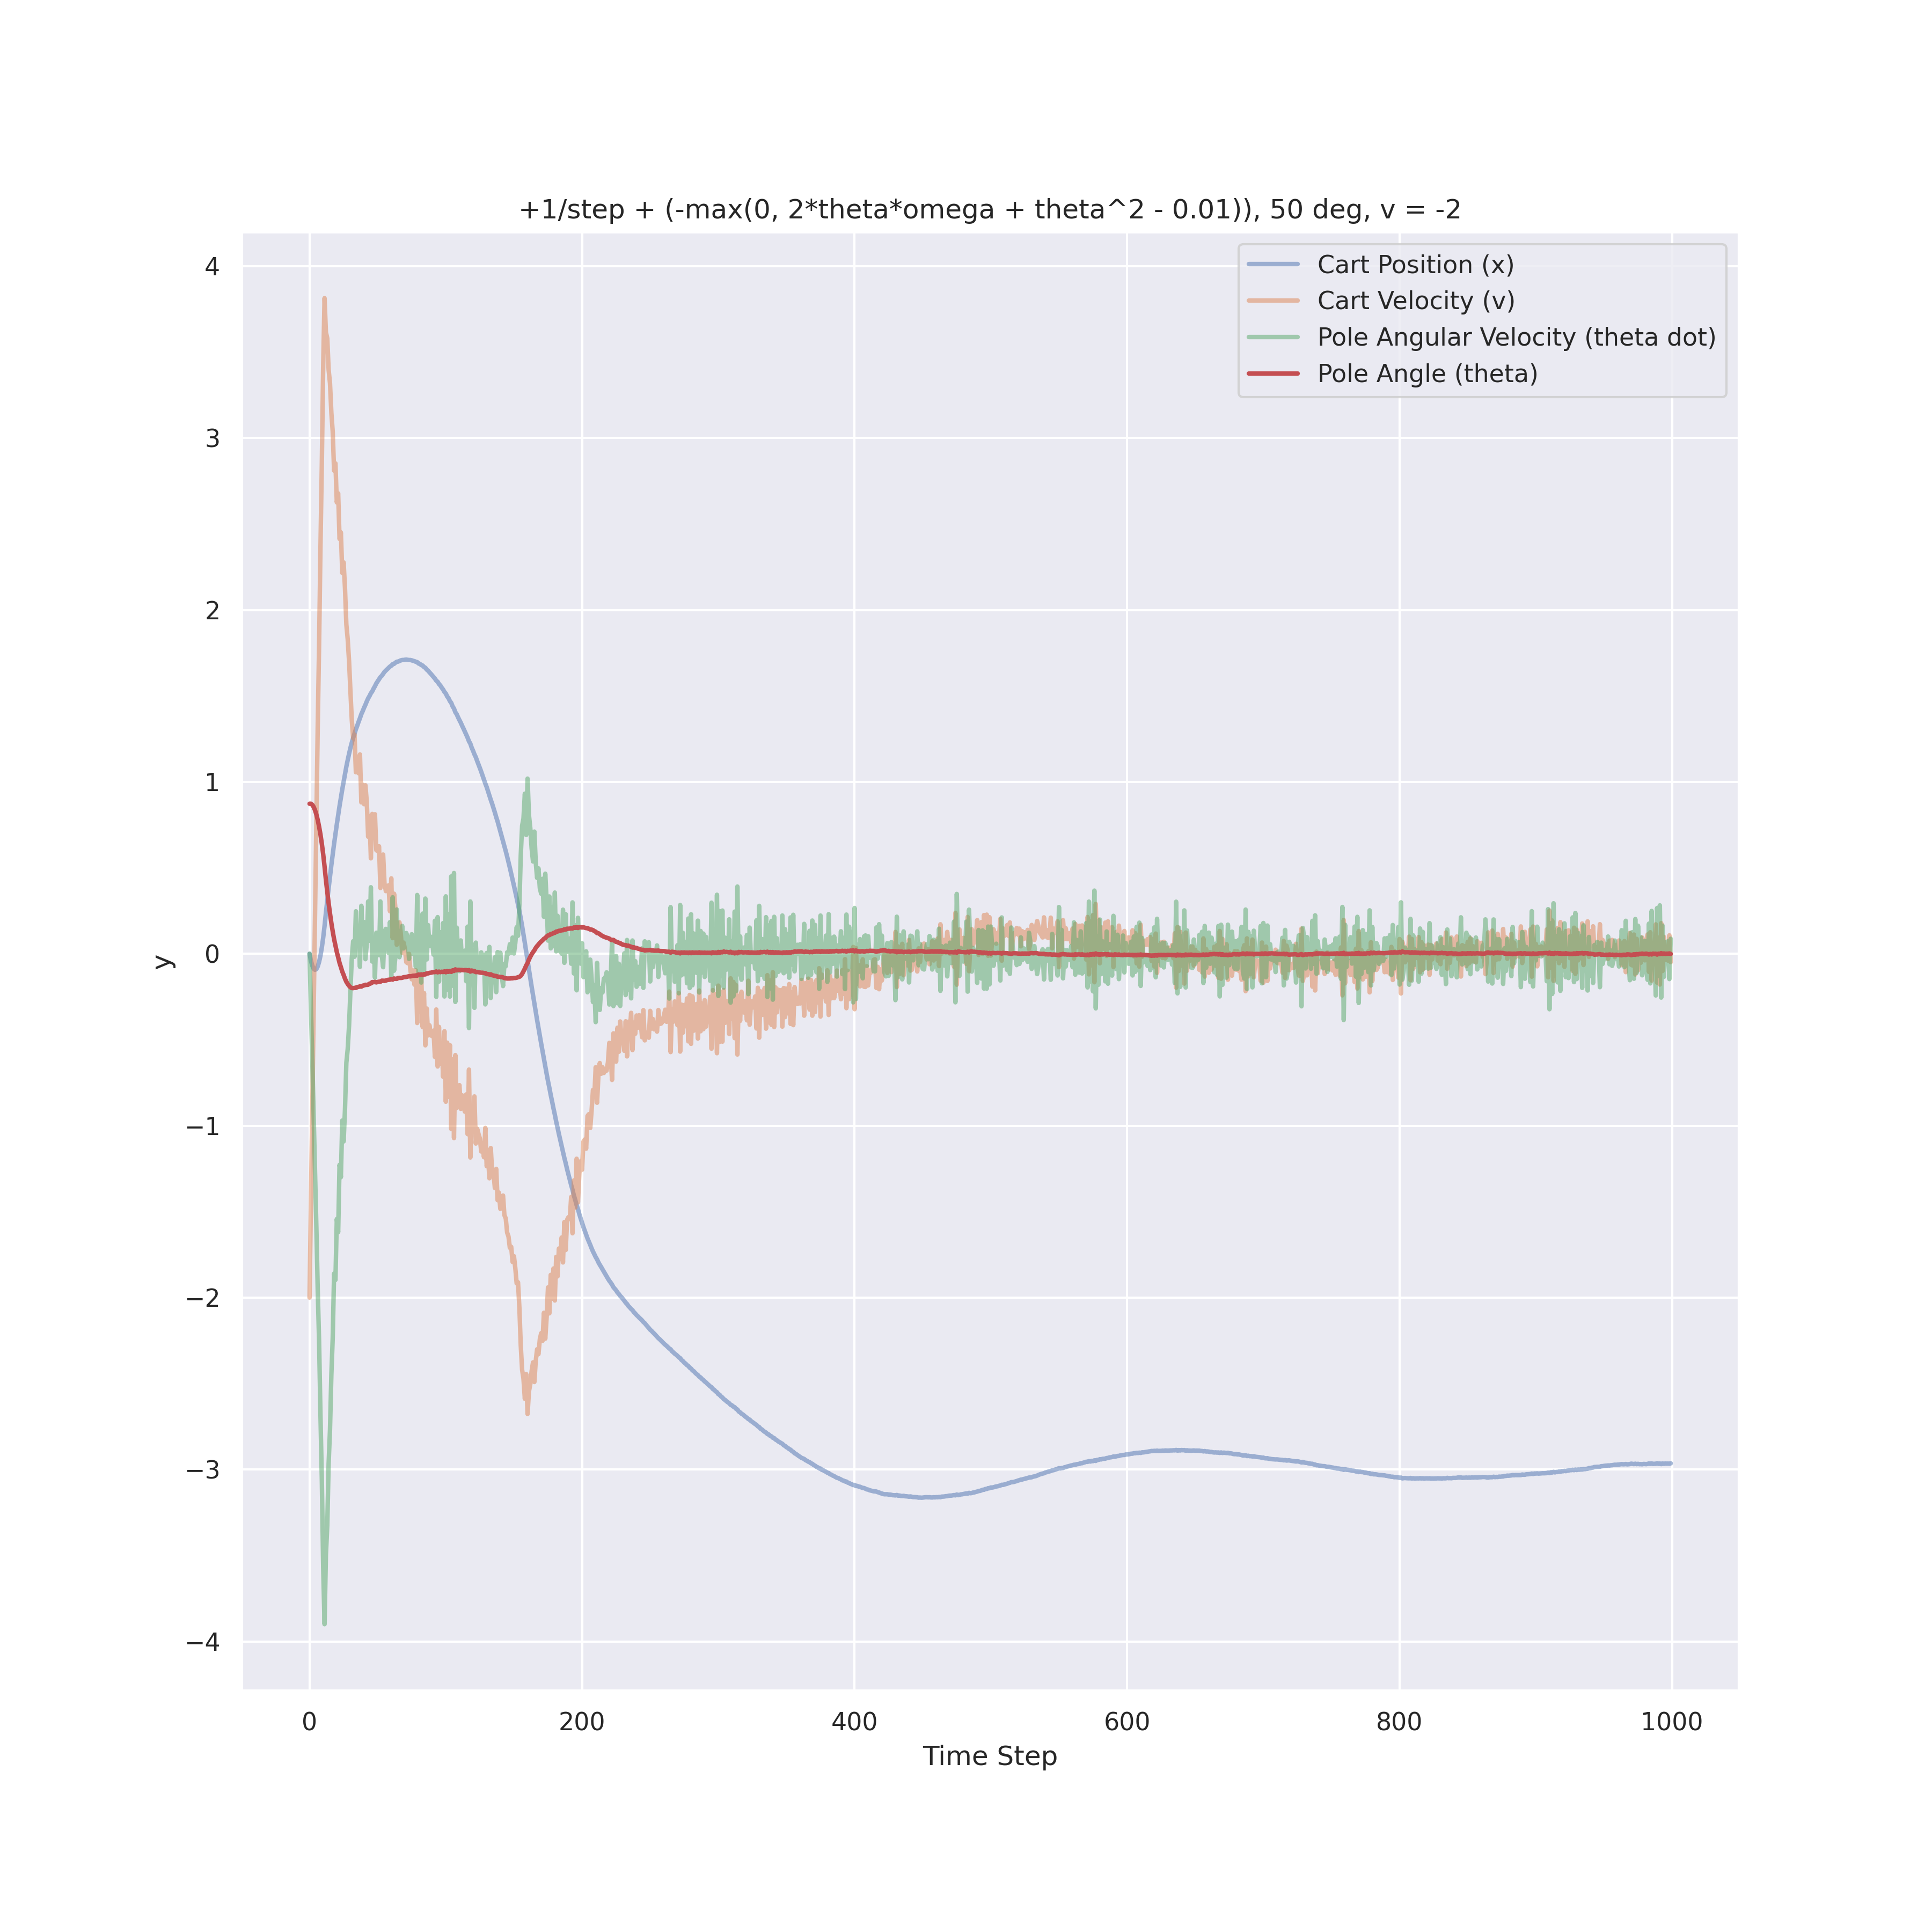 +1/step + (-max(0, 2*theta*omega + theta^2 - 0.01)), 50 deg, v = -2
Cart Position (x)
Cart Velocity (v)
Pole Angular Velocity (theta dot)
Pole Angle (theta)
4
3
2
1
0
−1
−2
−3
−4
y
0 200 400 600 800 1000
Time Step